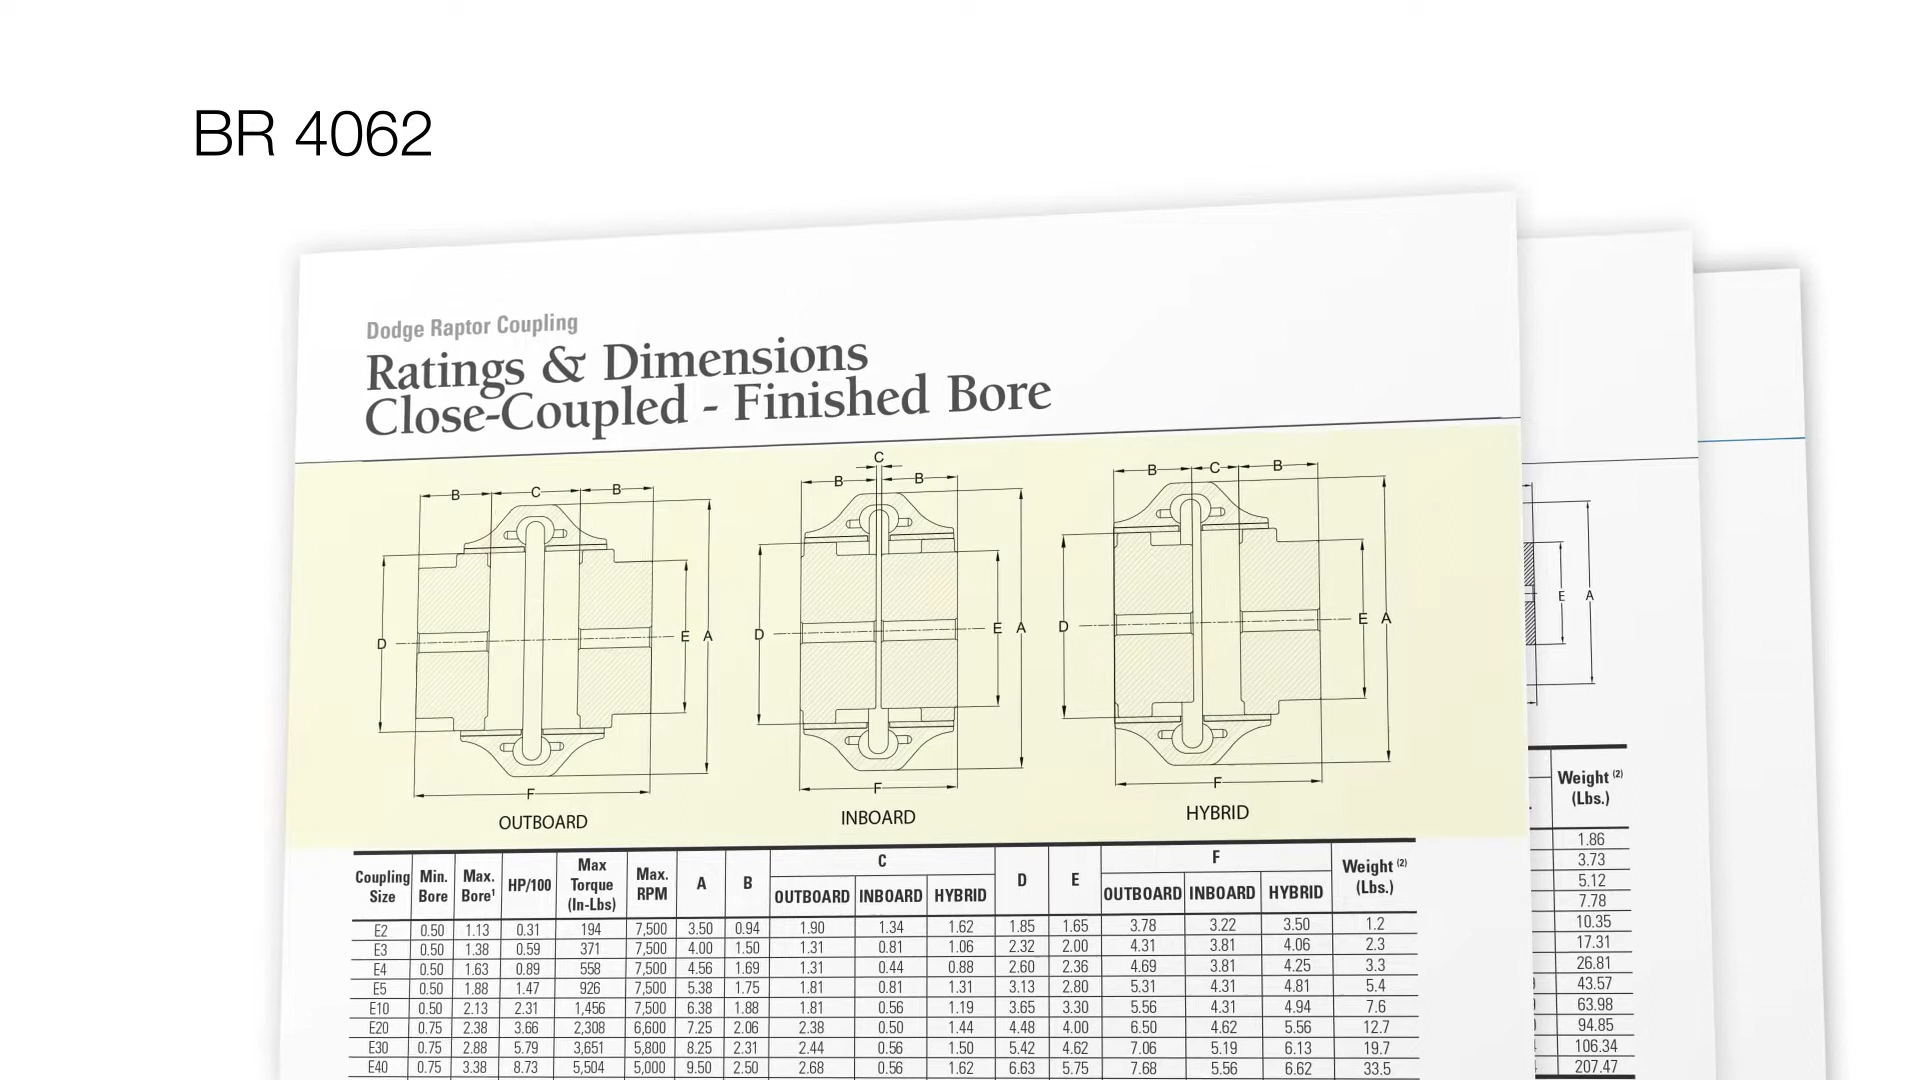 BR 4062
Dodge Raptor Coupling
Ratings & Dimensions
Close-Coupled - Finished Bore
B C B
D E A
F
OUTBOARD
C
B B
D E A
F
INBOARD
B C B
D E A
F
HYBRID
E A
Coupling Size Min. Bore Max. Bore¹ HP/100 Max Torque (In-Lbs) Max. RPM A B C D E F Weight (2) (Lbs.)
OUTBOARD INBOARD HYBRID OUTBOARD INBOARD HYBRID
E2 0.50 1.13 0.31 194 7,500 3.50 0.94 1.90 1.34 1.62 1.85 1.65 3.78 3.22 3.50 1.2
E3 0.50 1.38 0.59 371 7,500 4.00 1.50 1.31 0.81 1.06 2.32 2.00 4.31 3.81 4.06 2.3
E4 0.50 1.63 0.89 558 7,500 4.56 1.69 1.31 0.44 0.88 2.60 2.36 4.69 3.81 4.25 3.3
E5 0.50 1.88 1.47 926 7,500 5.38 1.75 1.81 0.81 1.31 3.13 2.80 5.31 4.31 4.81 5.4
E10 0.50 2.13 2.31 1,456 7,500 6.38 1.88 1.81 0.56 1.19 3.65 3.30 5.56 4.31 4.94 7.6
E20 0.75 2.38 3.66 2,308 6,600 7.25 2.06 2.38 0.50 1.44 4.48 4.00 6.50 4.62 5.56 12.7
E30 0.75 2.88 5.79 3,651 5,800 8.25 2.31 2.44 0.56 1.50 5.42 4.62 7.06 5.19 6.13 19.7
E40 0.75 3.38 8.73 5,504 5,000 9.50 2.50 2.68 0.56 1.62 6.63 5.75 7.68 5.56 6.62 33.5
Weight (2)
(Lbs.)
1.86
3.73
5.12
7.78
10.35
17.31
26.81
43.57
63.98
94.85
106.34
207.47